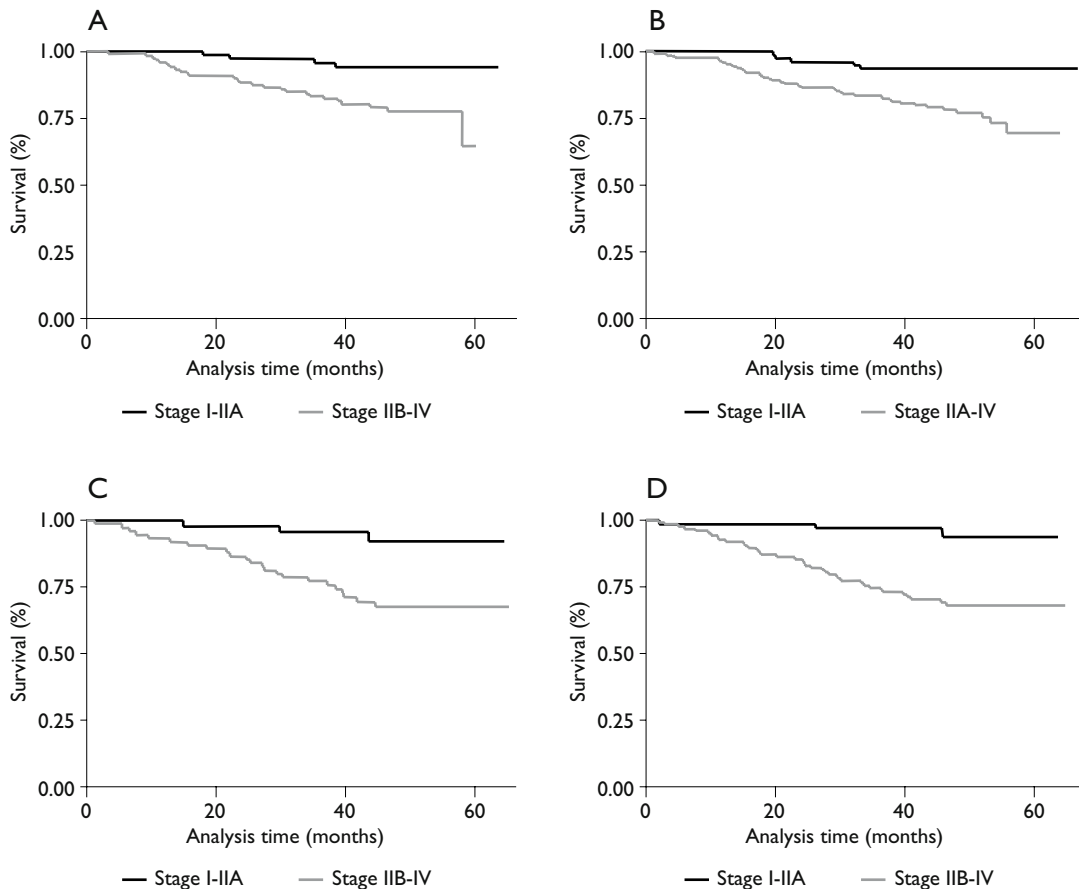 A
1.00
0.75
0.50
0.25
0.00
Survival (%)
0 20 40 60
Analysis time (months)
Stage I-IIA Stage IIB-IV
B
1.00
0.75
0.50
0.25
0.00
Survival (%)
0 20 40 60
Analysis time (months)
Stage I-IIA Stage IIA-IV
C
1.00
0.75
0.50
0.25
0.00
Survival (%)
0 20 40 60
Analysis time (months)
Stage I-IIA Stage IIB-IV
D
1.00
0.75
0.50
0.25
0.00
Survival (%)
0 20 40 60
Analysis time (months)
Stage I-IIA Stage IIB-IV